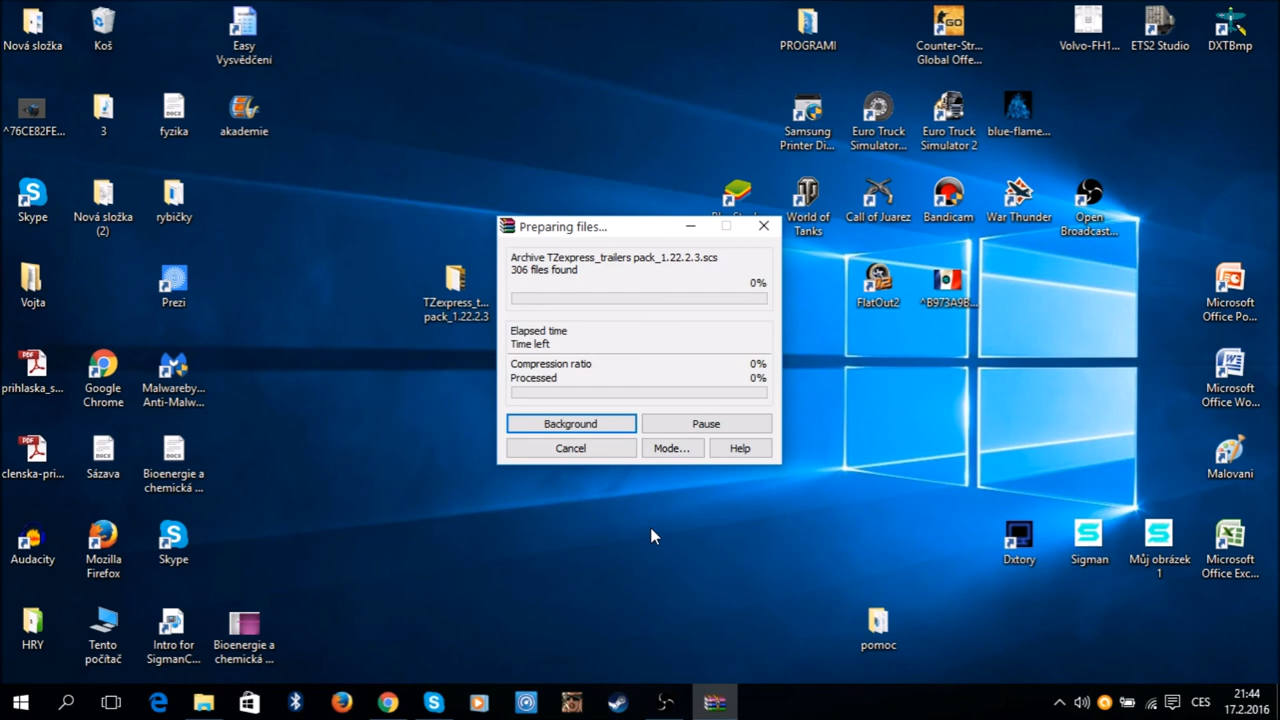 Nová složka
Koš
Easy
Vysvědčení
PROGRAMI
Counter-Str...
Global Offe...
Volvo-FH1...
ETS2 Studio
DXTBmp
^76CE82FE...
3
fyzika
akademie
Samsung
Printer Di...
Euro Truck
Simulator...
Euro Truck
Simulator 2
blue-flame...
Skype
Nová složka
(2)
rybičky
World of
Tanks
Call of Juarez
Bandicam
War Thunder
Open
Broadcast...
Preparing files...
Archive TZexpress_trailers pack_1.22.2.3.scs
306 files found
0%
Elapsed time
Time left
Compression ratio 0%
Processed 0%
Background
Pause
Cancel
Mode...
Help
Vojta
Prezi
TZexpress_t...
pack_1.22.2.3
FlatOut2
^B973A9B...
Microsoft
Office Po...
prihlaska_s...
Google
Chrome
Malwareby...
Anti-Malw...
Microsoft
Office Wo...
clenska-pri...
Sázava
Bioenergie a
chemická ...
Malovani
Audacity
Mozilla
Firefox
Skype
Dxtory
Sigman
Můj obrázek
1
Microsoft
Office Exc...
HRY
Tento
počítač
Intro for
SigmanC...
Bioenergie a
chemická ...
pomoc
CES
21:44
17.2.2016